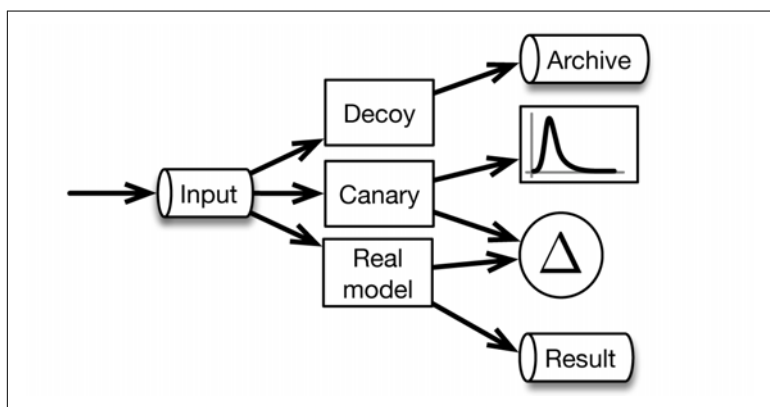 Archive
Decoy
Input
Canary
Real
model
Δ
Result